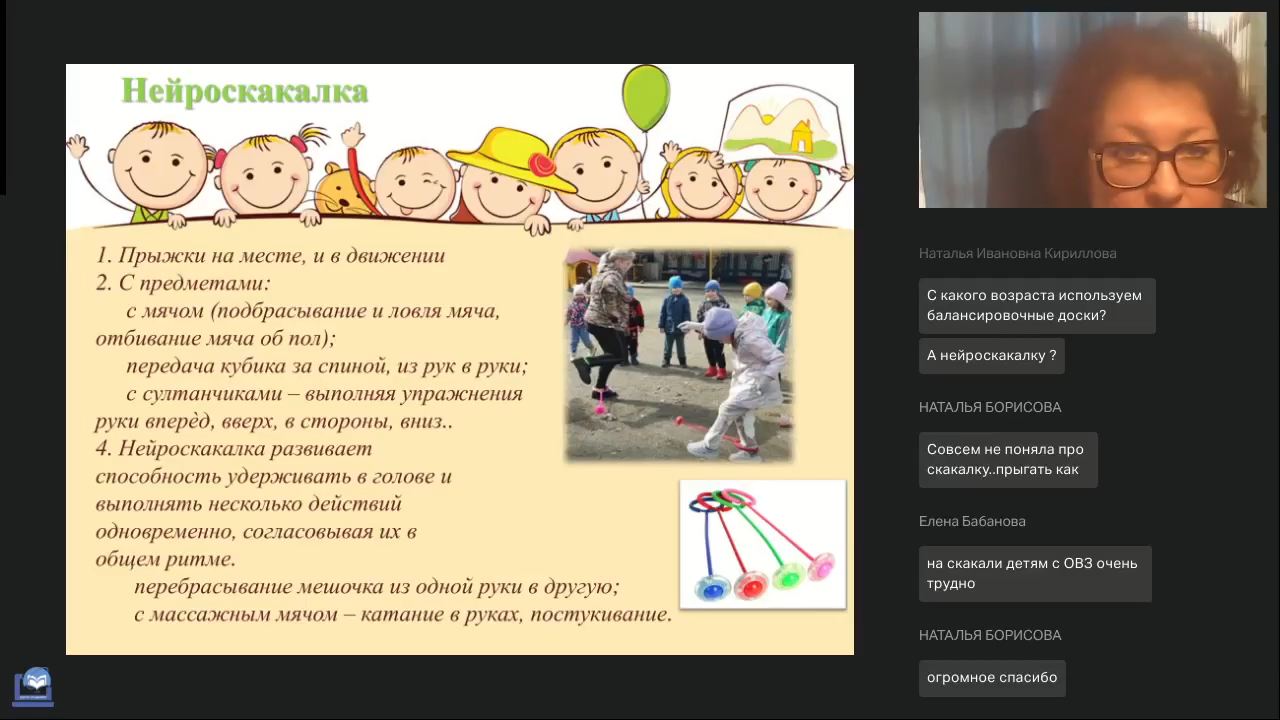 Нейроскакалка
1. Прыжки на месте, и в движении
2. С предметами:
с мячом (подбрасывание и ловля мяча,
отбивание мяча об пол);
передача кубика за спиной, из рук в руки;
с султанчиками – выполняя упражнения
руки вперѐд, вверх, в стороны, вниз..
4. Нейроскакалка развивает
способность удерживать в голове и
выполнять несколько действий
одновременно, согласовывая их в
общем ритме.
перебрасывание мешочка из одной руки в другую;
с массажным мячом – катание в руках, постукивание.
Наталья Ивановна Кириллова
С какого возраста используем
балансировочные доски?
А нейроскакалку ?
НАТАЛЬЯ БОРИСОВА
Совсем не поняла про
скакалку..прыгать как
Елена Бабанова
на скакали детям с ОВЗ очень
трудно
НАТАЛЬЯ БОРИСОВА
огромное спасибо